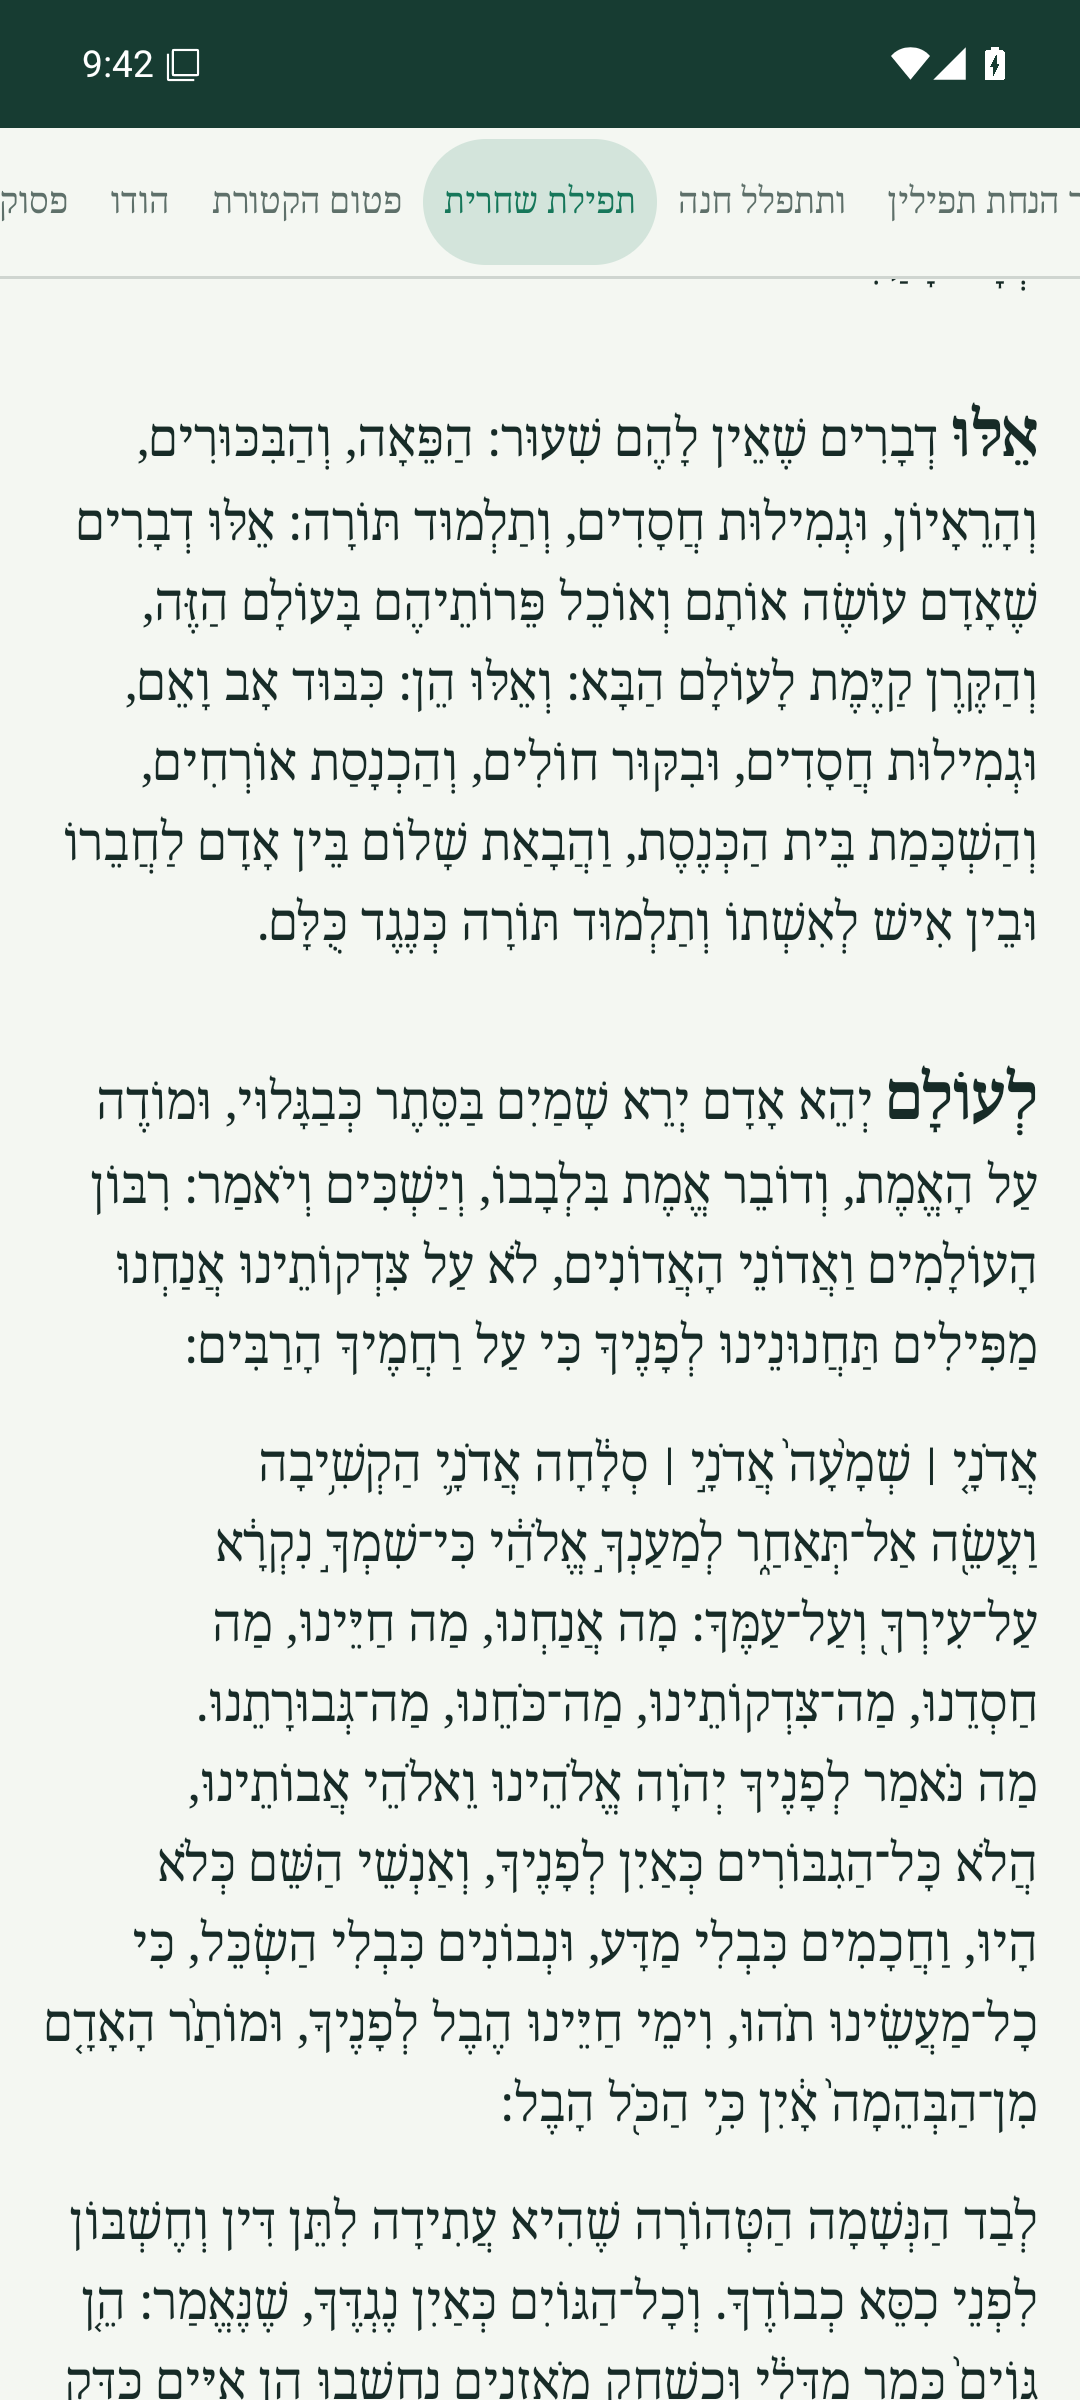 9:42
ר הנחת תפילין ותתפלל חנה תפילת שחרית פטום הקטורת הודו פסוק
אֵלּוּ דְבָרִים שֶׁאֵין לָהֶם שִׁעוּר: הַפֵּאָה, וְהַבִּכּוּרִים,
וְהָרֵאָיוֹן, וּגְמִילוּת חֲסָדִים, וְתַלְמוּד תּוֹרָה: אֵלּוּ דְבָרִים
שֶׁאָדָם עוֹשֶׂה אוֹתָם וְאוֹכֵל פֵּרוֹתֵיהֶם בָּעוֹלָם הַזֶּה,
וְהַקֶּרֶן קַיֶּמֶת לָעוֹלָם הַבָּא: וְאֵלּוּ הֵן: כִּבּוּד אָב וָאֵם,
וּגְמִילוּת חֲסָדִים, וּבִקּוּר חוֹלִים, וְהַכְנָסַת אוֹרְחִים,
וְהַשְׁכָּמַת בֵּית הַכְּנֶסֶת, וַהֲבָאַת שָׁלוֹם בֵּין אָדָם לַחֲבֵרוֹ
וּבֵין אִישׁ לְאִשְׁתוֹ וְתַלְמוּד תּוֹרָה כְּנֶגֶד כֻּלָּם.
לְעוֹלָם יְהֵא אָדָם יְרֵא שָׁמַיִם בַּסֵּתֶר כְּבַגָּלוּי, וּמוֹדֶה
עַל הָאֱמֶת, וְדוֹבֵר אֱמֶת בִּלְבָבוֹ, וְיַשְׁכִּים וְיֹאמַר: רִבּוֹן
הָעוֹלָמִים וַאֲדוֹנֵי הָאֲדוֹנִים, לֹא עַל צִּדְקוֹתֵינוּ אֲנַחְנוּ
מַפִּילִים תַּחֲנוּנֵינוּ לְפָנֶיךָ כִּי עַל רַחֲמֶיךָ הָרַבִּים:
אֲדֹנָ֤י ׀ שְׁמָ֙עָה֙ אֲדֹנָ֣י ׀ סְלָ֔חָה אֲדֹנָ֛י הַקְשִׁ֥יבָה
וַעֲשֵׂ֖ה אַל־תְּאַחַ֑ר לְמַעַנְךָ֣ אֱלֹהַ֔י כִּי־שִׁמְךָ֣ נִקְרָ֔א
עַל־עִירְךָ֖ וְעַל־עַמֶּךָ: מָה אֲנַחְנוּ, מַה חַיֵּינוּ, מַה
חַסְדֵנוּ, מַה־צִּדְקוֹתֵינוּ, מַה־כֹּחֵנוּ, מַה־גְּבוּרָתֵנוּ.
מַה נֹּאמַר לְפָנֶיךָ יְהֹוָה אֱלֹהֵינוּ וֵאלֹהֵי אֲבוֹתֵינוּ,
הֲלֹא כָּל־הַגִּבּוֹרִים כְּאַיִן לְפָנֶיךָ, וְאַנְשֵׁי הַשֵּׁם כְּלֹא
הָיוּ, וַחֲכָמִים כִּבְלִי מַדָּע, וּנְבוֹנִים כִּבְלִי הַשְׂכֵּל, כִּי
כָל־מַעֲשֵׂינוּ תֹהוּ, וִימֵי חַיֵּינוּ הֶבֶל לְפָנֶיךָ, וּמוֹתַ֨ר הָאָדָ֤ם
מִן־הַבְּהֵמָה֙ אָ֔יִן כִּ֥י הַכֹּ֖ל הָבֶל:
לְבַד הַנְּשָׁמָה הַטְּהוֹרָה שֶׁהִיא עֲתִידָה לִתֵּן דִּין וְחֶשְׁבּוֹן
לִפְנֵי כִסֵּא כְבוֹדֶךָ. וְכָל־הַגּוֹיִם כְּאַיִן נֶגְדֶּךָ, שֶׁנֶּאֱמַר: הֵ֤ן
גּוֹיִם֙ כְּמַר מִדְּלִ֔י וּכְשַׁחַק מֹאזְנַיִם נֶחְשָׁבוּ הֵן אִיִּים כַּדַּק